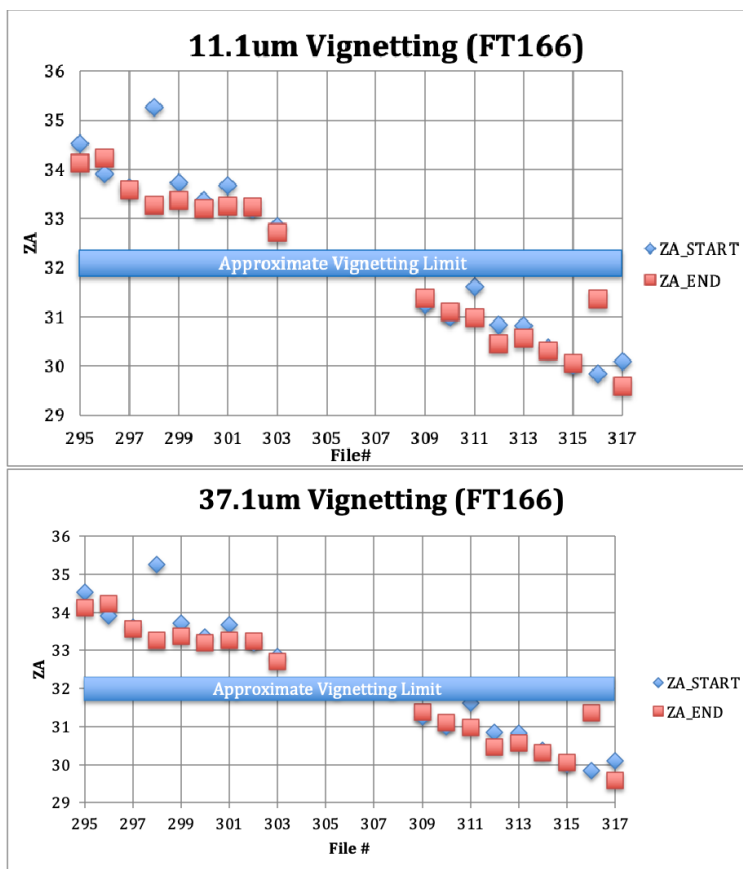 11.1um Vignetting (FT166)
36
35
34
33
32
31
30
29
ZA
Approximate Vignetting Limit
ZA_START
ZA_END
295 297 299 301 303 305 307 309 311 313 315 317
File#
37.1um Vignetting (FT166)
36
35
34
33
32
31
30
29
ZA
Approximate Vignetting Limit
ZA_START
ZA_END
295 297 299 301 303 305 307 309 311 313 315 317
File #